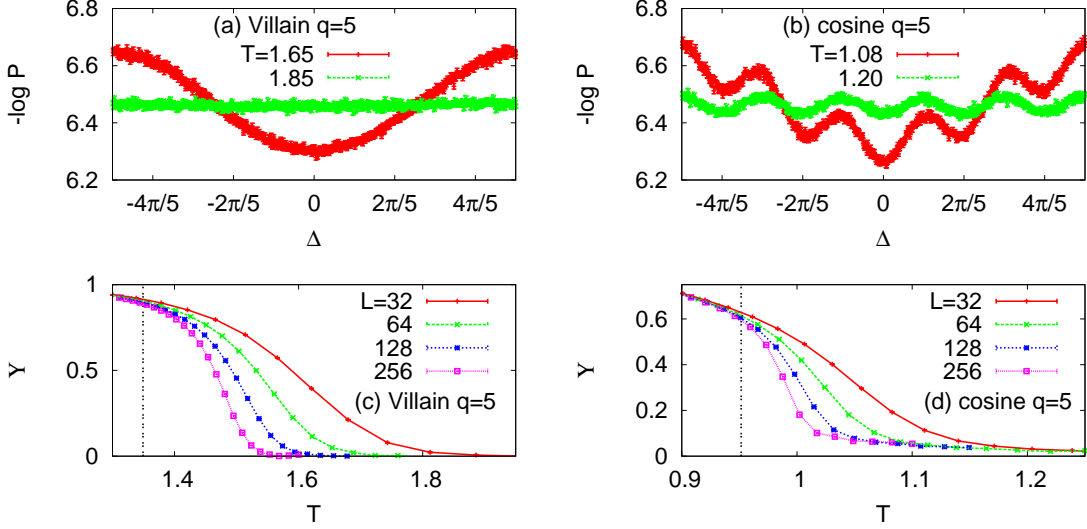 (a) Villain q=5
T=1.65
1.85
-log P
6.8
6.6
6.4
6.2
-4π/5
-2π/5
0
2π/5
4π/5
Δ
(b) cosine q=5
T=1.08
1.20
-log P
6.8
6.6
6.4
6.2
-4π/5
-2π/5
0
2π/5
4π/5
Δ
L=32
64
128
256
(c) Villain q=5
Y
1
0.5
0
1.4
1.6
1.8
T
L=32
64
128
256
(d) cosine q=5
Y
0.6
0.4
0.2
0
0.9
1
1.1
1.2
T